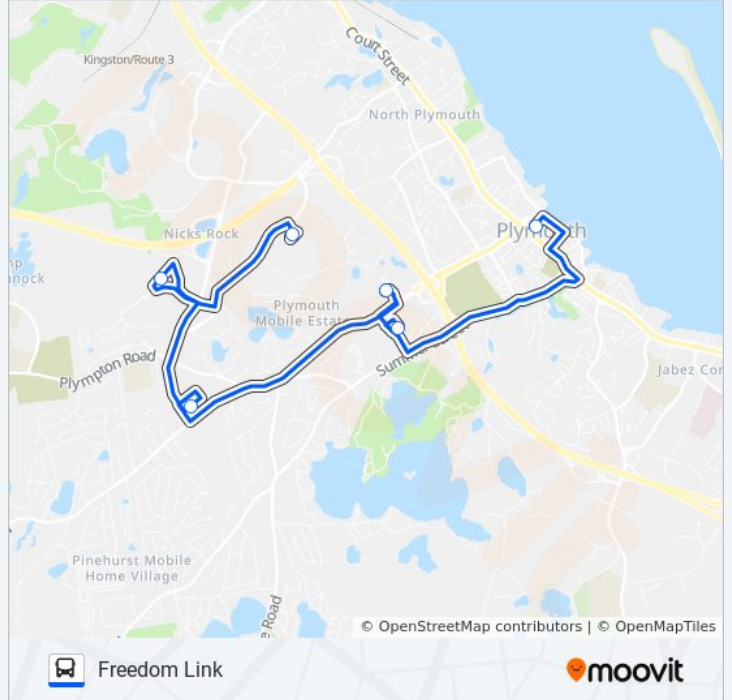 Kingston/Route 3
Court Street
North Plymouth
Nicks Rock
Plymouth
Plymouth
Mobile Estat
Plympton Road
Jabez Cor
Pinehurst Mobile
Home Village
e Road
© OpenStreetMap contributors | © OpenMapTiles
Freedom Link
moovit